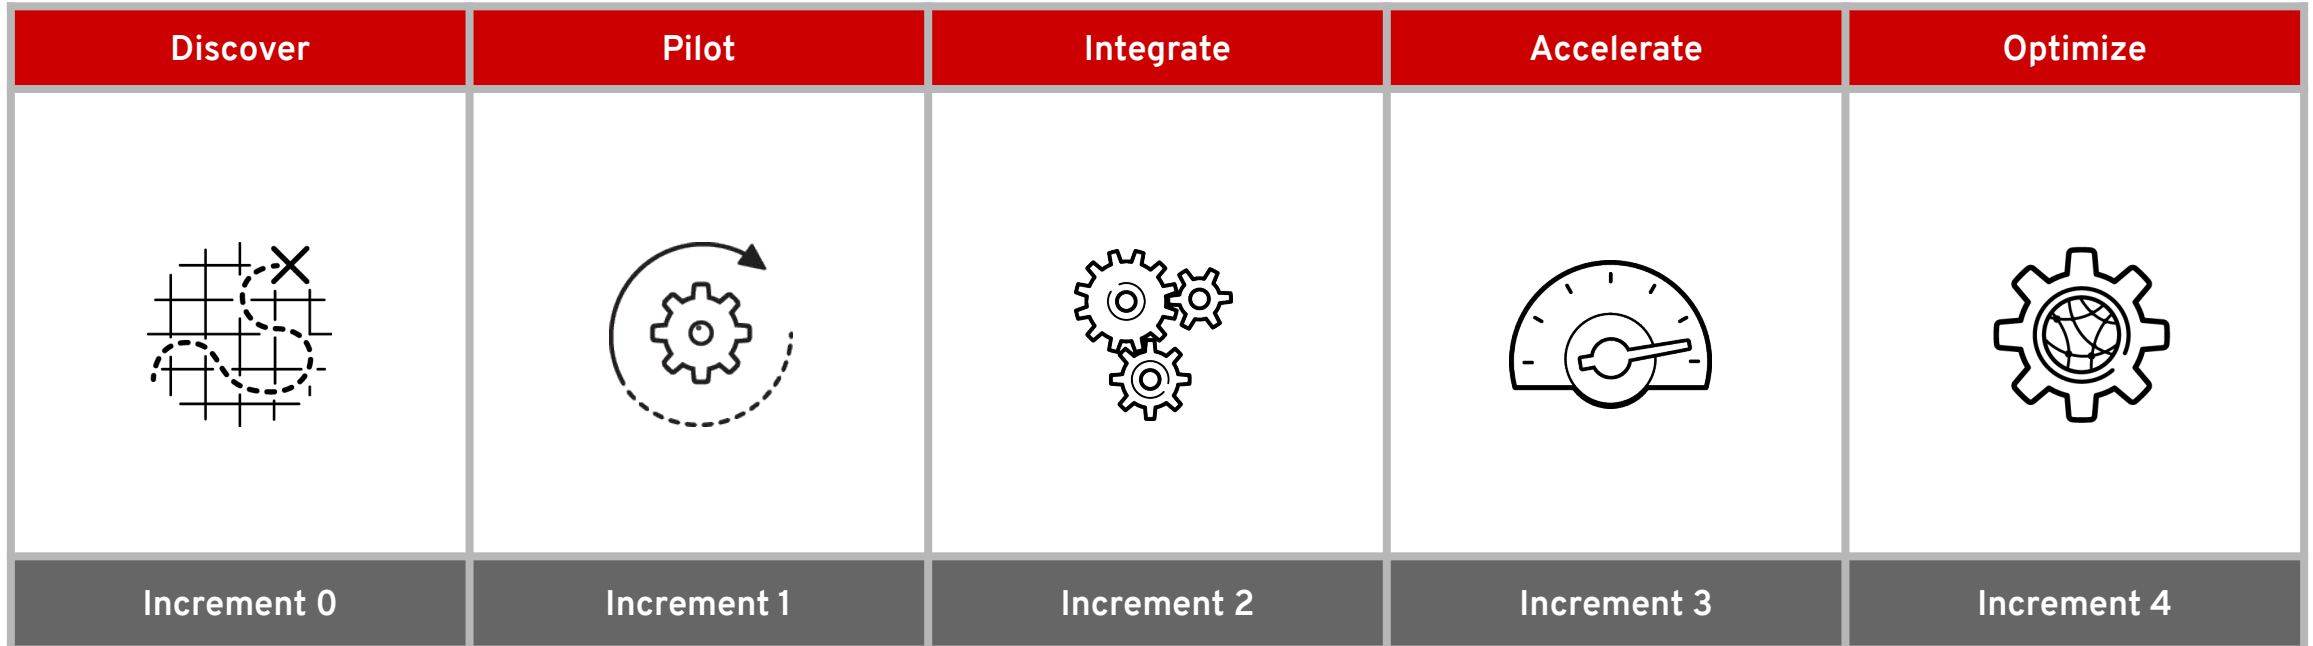 Discover
Pilot
Integrate
Accelerate
Optimize
Increment 0
Increment 1
Increment 2
Increment 3
Increment 4